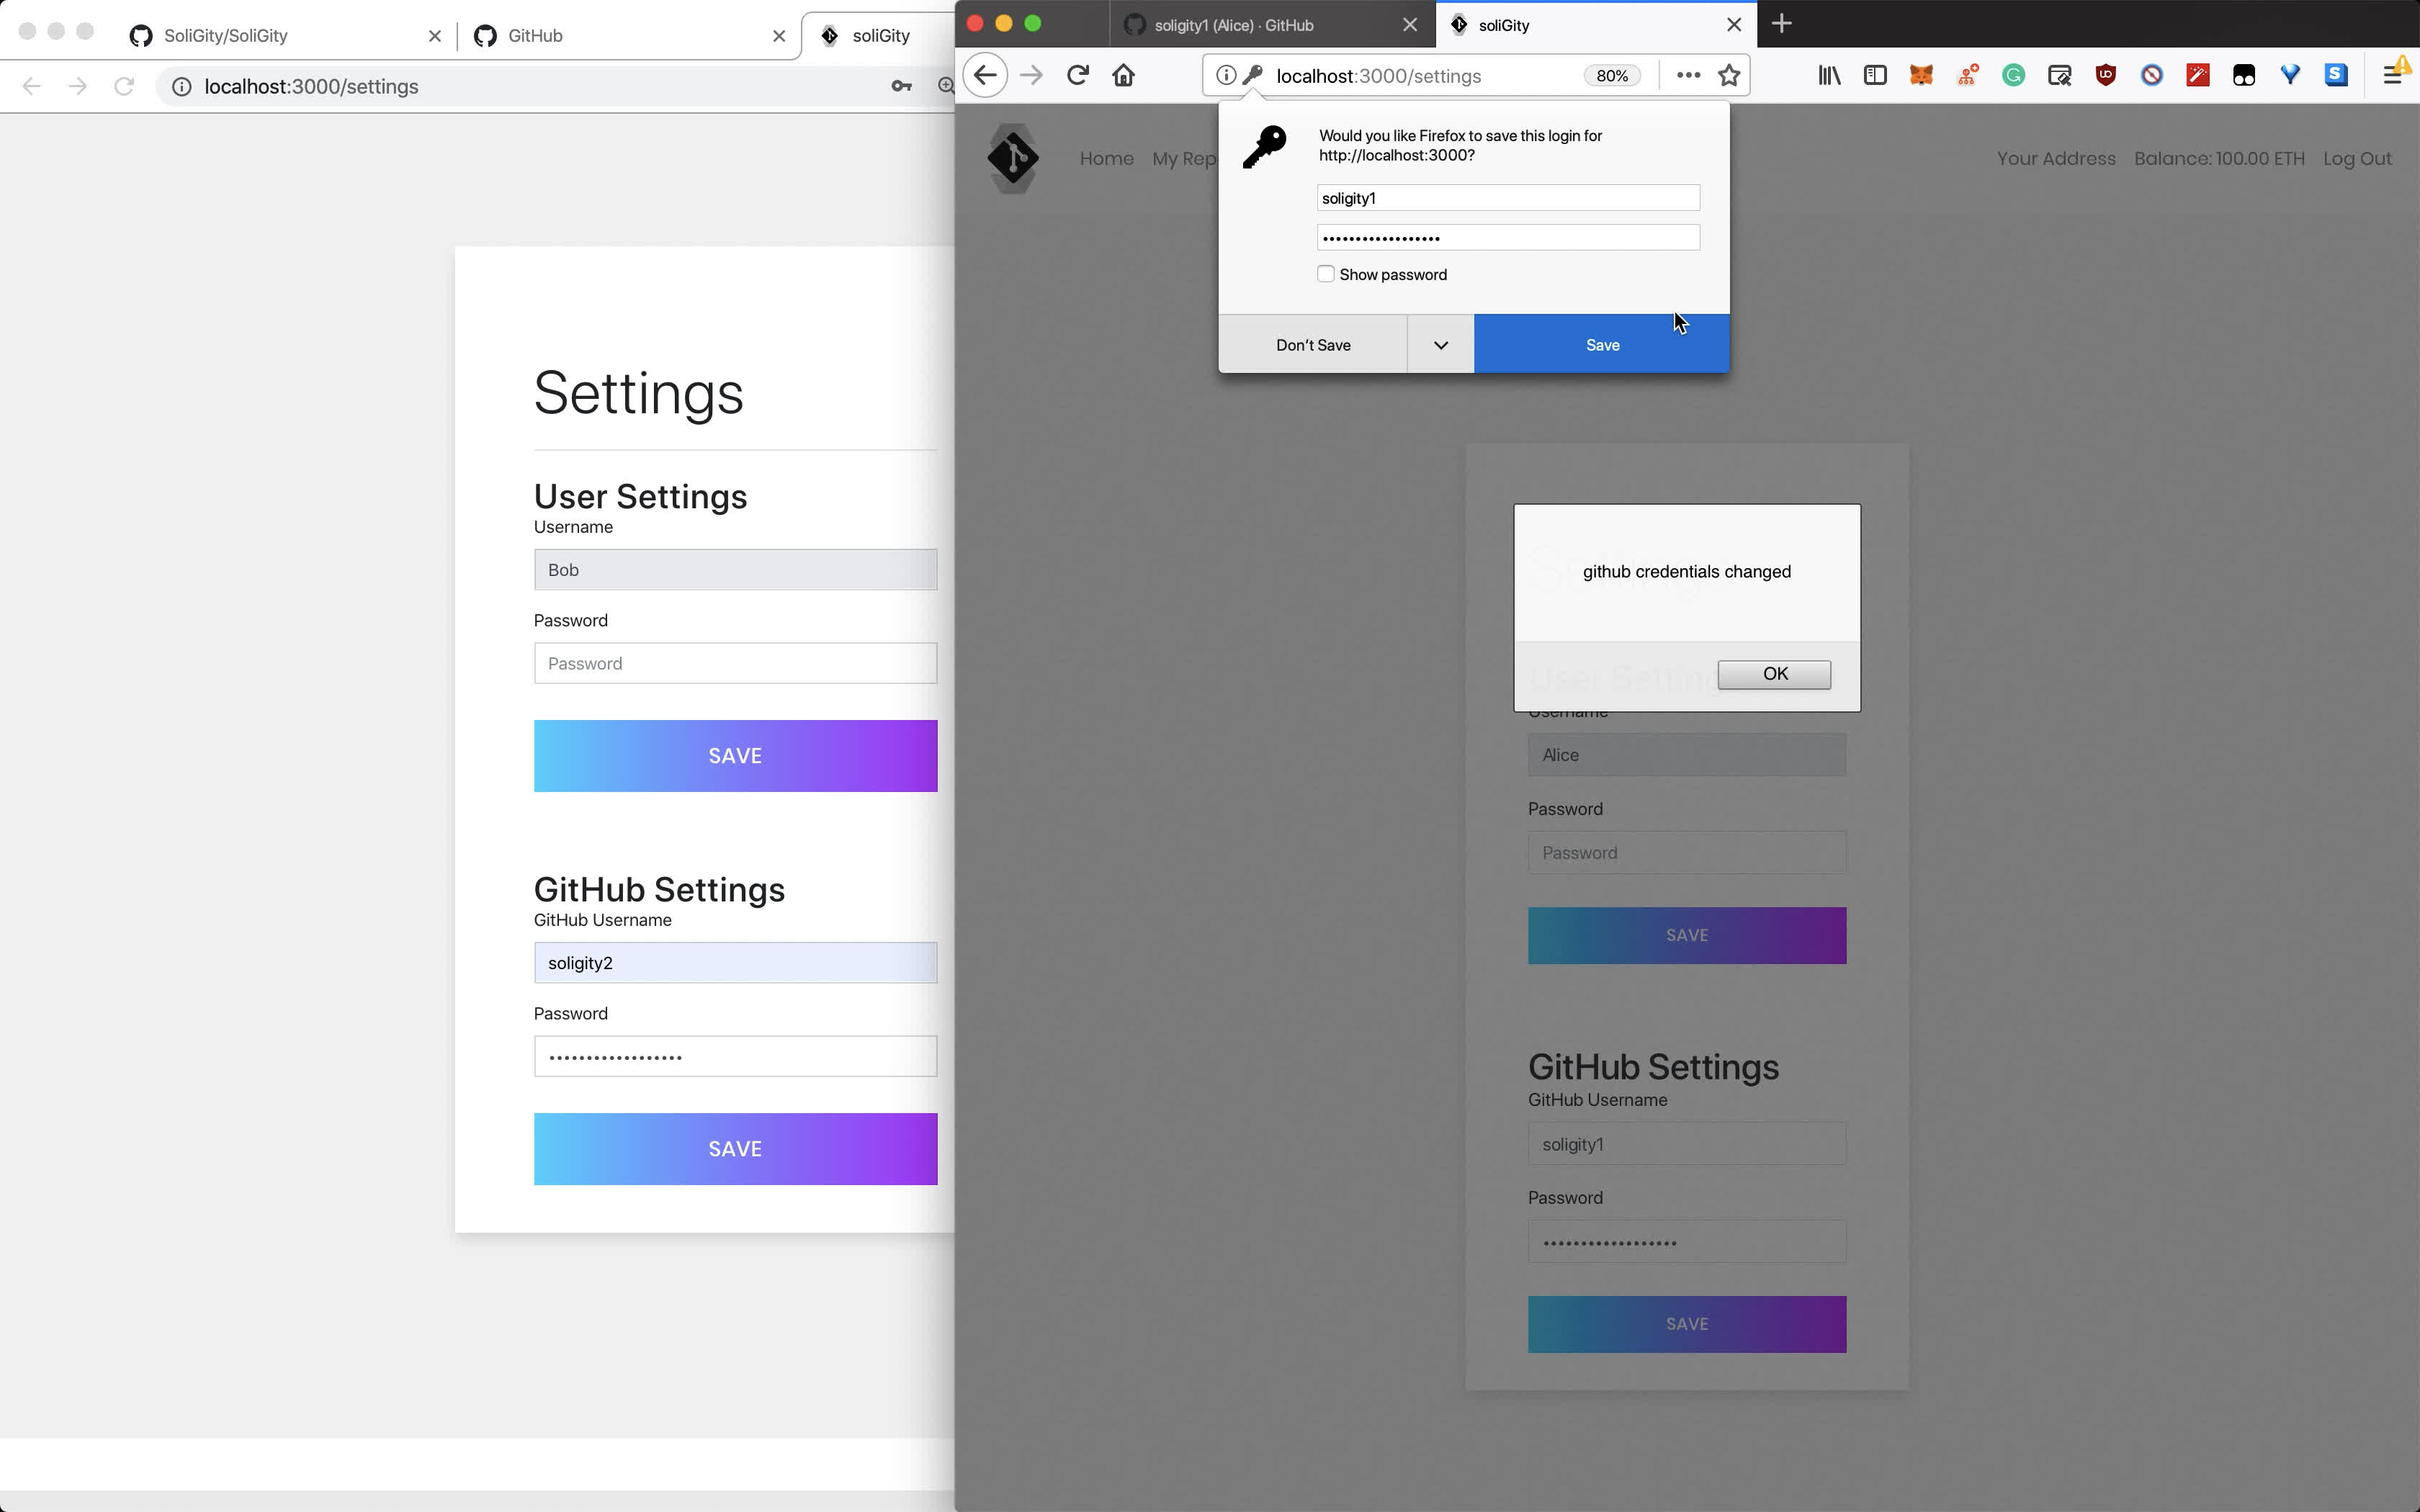 SoliGity/SoliGity
GitHub
soliGity
localhost:3000/settings
Settings
User Settings
Username
Bob
Password
Password
SAVE
GitHub Settings
GitHub Username
soligity2
Password
SAVE
soligity1 (Alice) · GitHub
soliGity
localhost:3000/settings
80%
Home My Rep
Your Address Balance: 100.00 ETH Log Out
Would you like Firefox to save this login for
http://localhost:3000?
soligity1
Show password
Don't Save
Save
github credentials changed
User Setting
OK
Username
Alice
Password
Password
SAVE
GitHub Settings
GitHub Username
soligity1
Password
SAVE